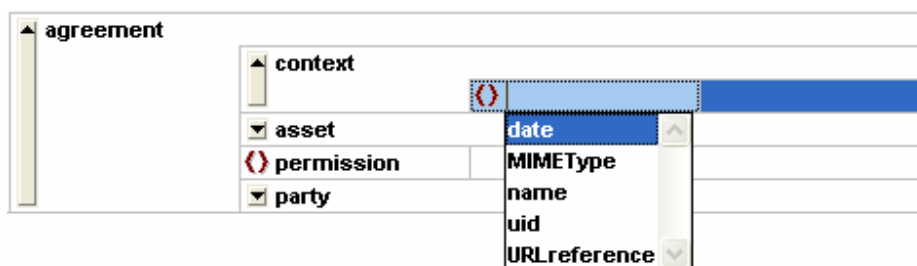 agreement
context
()
asset
date
() permission
MIMEType
name
party
uid
URLreference